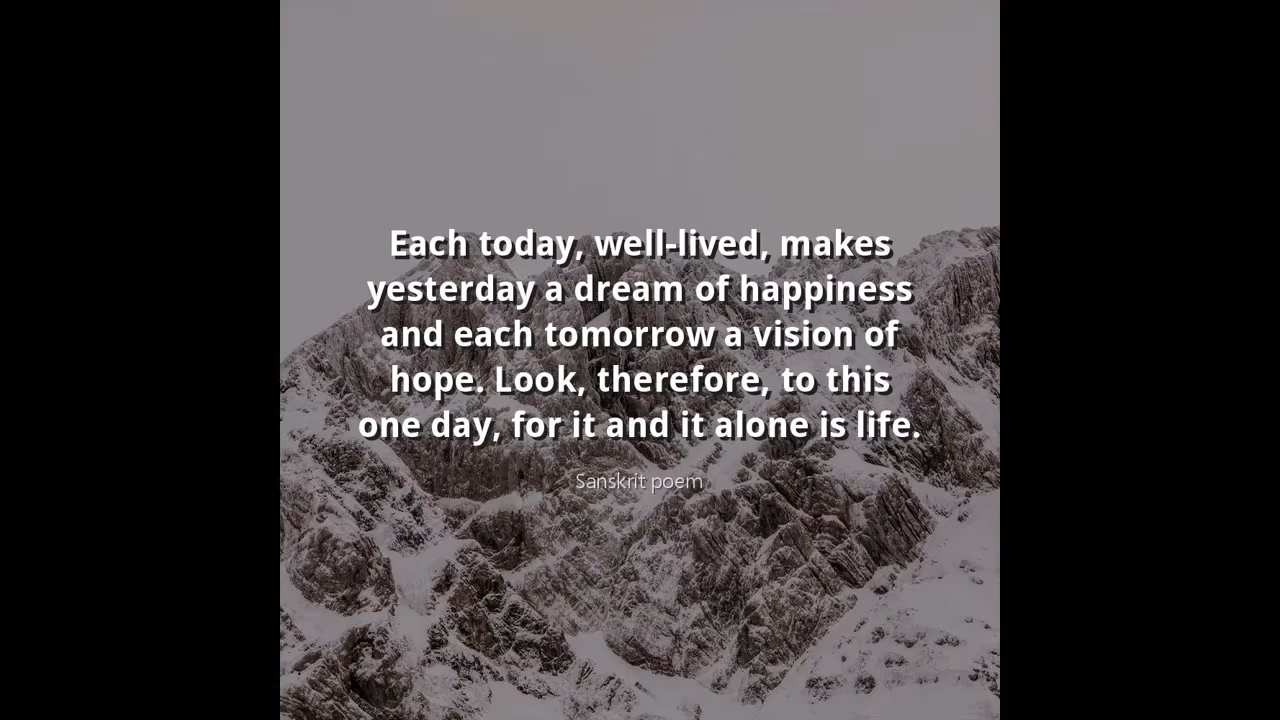 Each today, well-lived, makes
yesterday a dream of happiness
and each tomorrow a vision of
hope. Look, therefore, to this
one day, for it and it alone is life.
Sanskrit poem